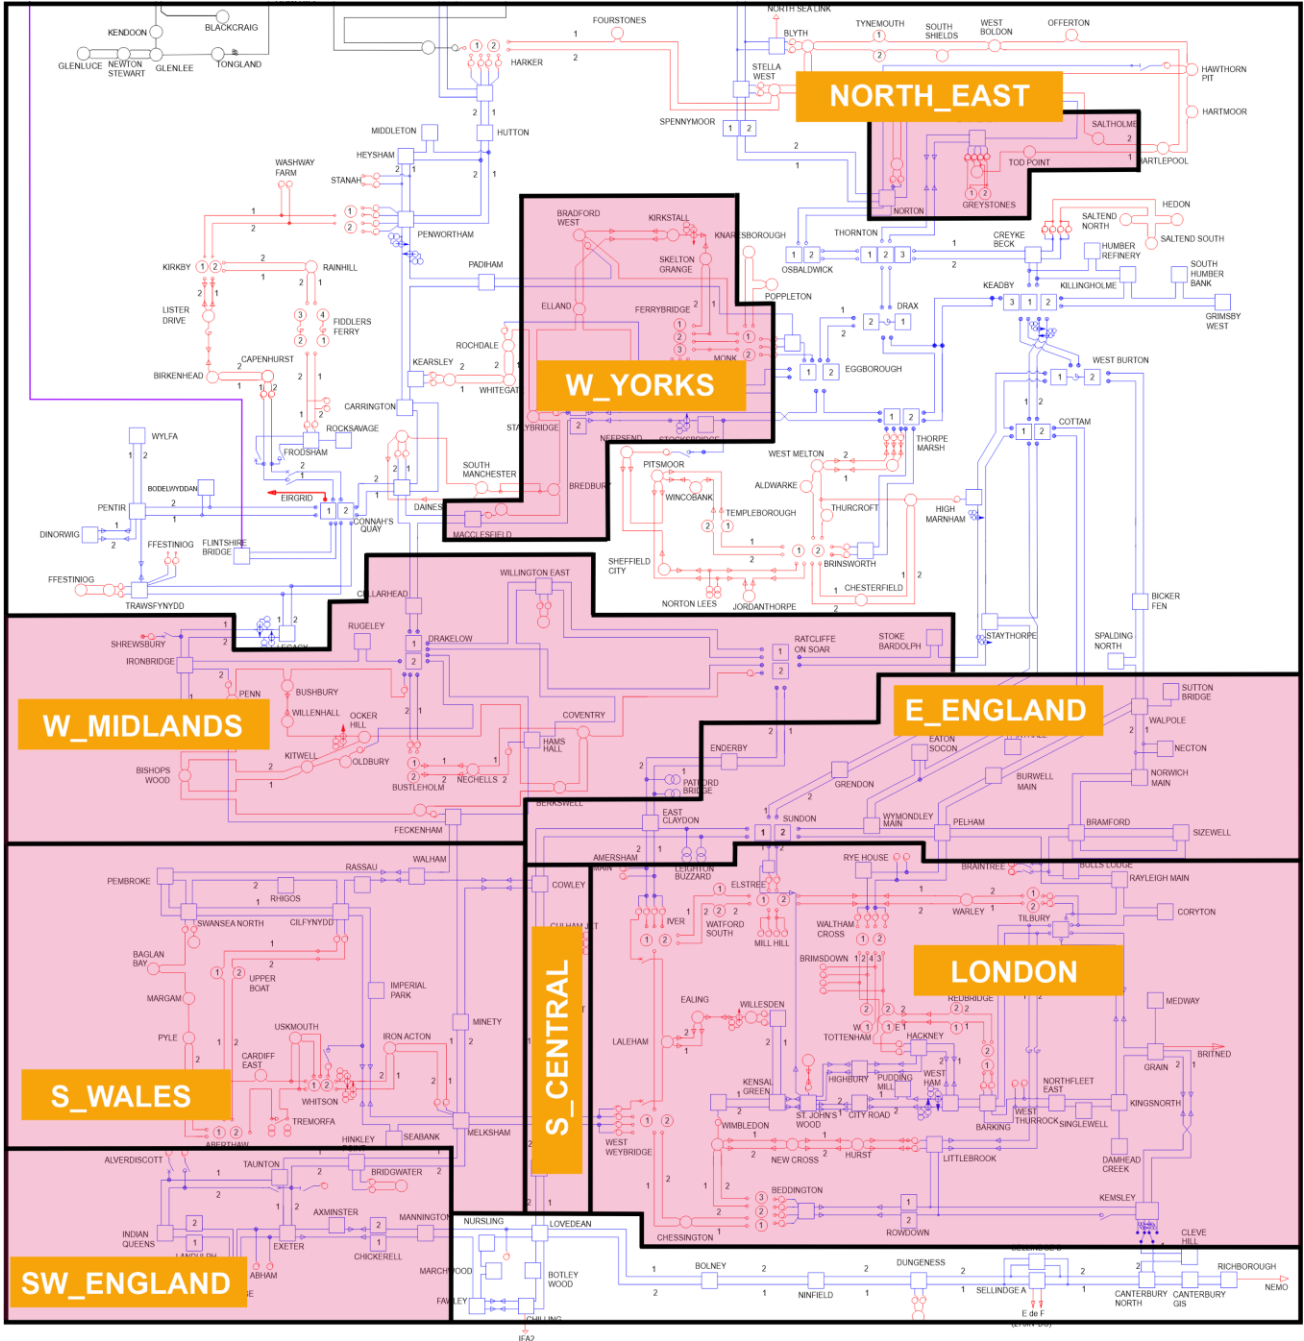 NORTH SEA LINK
BLACKCRAIG
KENDOON
GLENLUCE
NEWTON
STEWART
GLENLEE
TONGLAND
FOURSTONES
HARKER
BLYTH
TYNEMOUTH
SOUTH
SHIELDS
WEST
BOLDON
OFFERTON
HAWTHORN
PIT
STELLA
WEST
NORTH_EAST
HARTMOOR
SPENNYMOOR
SALTHOLME
TOD POINT
GREYSTONES
NORTON
MIDDLETON
HUTTON
HEYSHAM
WASHWAY
FARM
STANAH
PENWORTHAM
BRADFORD
WEST
KIRKSTALL
KNARESBOROUGH
SKELTON
GRANGE
POPPLETON
ELLAND
FERRYBRIDGE
MONK
W_YORKS
THORNTON
OSBALDWICK
CREYKE
BECK
HEDON
SALTEND
NORTH
SALTEND SOUTH
HUMBER
REFINERY
KILLINGHOLME
SOUTH
HUMBER
BANK
KEADBY
GRIMSBY
WEST
DRAX
EGGBOROUGH
WEST BURTON
COTTAM
THORPE
MARSH
KIRKBY
RAINHILL
PADIHAM
LISTER
DRIVE
FIDDLERS
FERRY
ROCHDALE
KEARSLEY
CAPENHURST
BIRKENHEAD
CARRINGTON
STALYBRIDGE
ROCKSAVAGE
FRODSHAM
WYLFA
BODELWYDDAN
EIRGRID
PENTIR
CONNAH'S
QUAY
DINORWIG
FFESTINIOG
FLINTSHIRE
BRIDGE
FFESTINIOG
TRAWSFYNYDD
SOUTH
MANCHESTER
DAINES
BREDBURY
MACCLESFIELD
PITSMOOR
WINCOBANK
WEST MELTON
ALDWARKE
THURCROFT
TEMPLEBOROUGH
HIGH
MARNHAM
BRINSWORTH
SHEFFIELD
CITY
NORTON LEES
JORDANTHORPE
CHESTERFIELD
BICKER
FEN
SPALDING
NORTH
STAYTHORPE
CELLARHEAD
WILLINGTON EAST
SHREWSBURY
LEGACY
RUGELEY
DRAKELOW
RATCLIFFE
ON SOAR
STOKE
BARDOLPH
IRONBRIDGE
PENN
BUSHBURY
WILLENHALL
OCKER
HILL
COVENTRY
W_MIDLANDS
E_ENGLAND
SUTTON
BRIDGE
WALPOLE
NECTON
HAMS
HALL
KITWELL
OLDBURY
BISHOPS
WOOD
BUSTLEHOLM
NECHELLS
BERKSWELL
FECKENHAM
ENDERBY
PATFORD
BRIDGE
EATON
SOCON
GRENDON
BURWELL
MAIN
NORWICH
MAIN
EAST
CLAYDON
SUNDON
WYMONDLEY
MAIN
PELHAM
BRAMFORD
SIZEWELL
AMERSHAM
MAIN
LEIGHTON
BUZZARD
RYE HOUSE
BRAINTREE
BULLS LODGE
RAYLEIGH MAIN
WALHAM
RASSAU
PEMBROKE
RHIGOS
CILFYNYDD
SWANSEA NORTH
COWLEY
ELSTREE
IVER
WATFORD
SOUTH
MILL HILL
WALTHAM
CROSS
WARLEY
TILBURY
CORYTON
BRIMSDOWN
LONDON
BAGLAN
BAY
UPPER
BOAT
MARGAM
IMPERIAL
PARK
MINETY
PYLE
USKMOUTH
IRON ACTON
CARDIFF
EAST
S_WALES
WHITSON
TREMORFA
ABERTHAW
S_CENTRAL
EALING
WILLESDEN
LALEHAM
REDBRIDGE
TOTTENHAM
HACKNEY
MEDWAY
BRITNED
GRAIN
HIGHBURY
PUDDING
MILL
WEST
HAM
KENSAL
GREEN
ST. JOHN'S
WOOD
CITY ROAD
BARKING
WEST
THURROCK
NORTHFLEET
EAST
SINGLEWELL
KINGSNORTH
WIMBLEDON
NEW CROSS
HURST
LITTLEBROOK
DAMHEAD
CREEK
MELKSHAM
SEABANK
WEST
WEYBRIDGE
ALVERDISCOTT
TAUNTON
BRIDGWATER
BEDDINGTON
ROWDOWN
KEMSLEY
CHESSINGTON
INDIAN
QUEENS
EXETER
AXMINSTER
CHICKERELL
MANNINGTON
NURSLING
LOVEDEAN
SW_ENGLAND
MARCHWOOD
BOTLEY
WOOD
FAWLEY
CHILLING
IFA2
BOLNEY
NINFIELD
DUNGENESS
SELLINDGE A
CLEVE
HILL
CANTERBURY
NORTH
CANTERBURY
GIS
RICHBOROUGH
NEMO
E de F